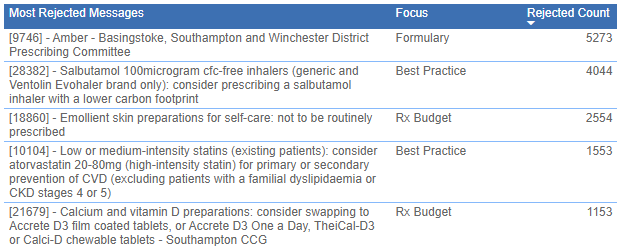 Most Rejected Messages Focus Rejected Count
[9746] - Amber - Basingstoke, Southampton and Winchester District Formulary 5273
Prescribing Committee
[28382] - Salbutamol 100microgram cfc-free inhalers (generic and Best Practice 4044
Ventolin Evohaler brand only): consider prescribing a salbutamol
inhaler with a lower carbon footprint
[18860] - Emollient skin preparations for self-care: not to be routinely Rx Budget 2554
prescribed
[10104] - Low or medium-intensity statins (existing patients): consider Best Practice 1553
atorvastatin 20-80mg (high-intensity statin) for primary or secondary
prevention of CVD (excluding patients with a familial dyslipidaemia or
CKD stages 4 or 5)
[21679] - Calcium and vitamin D preparations: consider swapping to Rx Budget 1153
Accrete D3 film coated tablets, or Accrete D3 One a Day, TheiCal-D3
or Calci-D chewable tablets - Southampton CCG